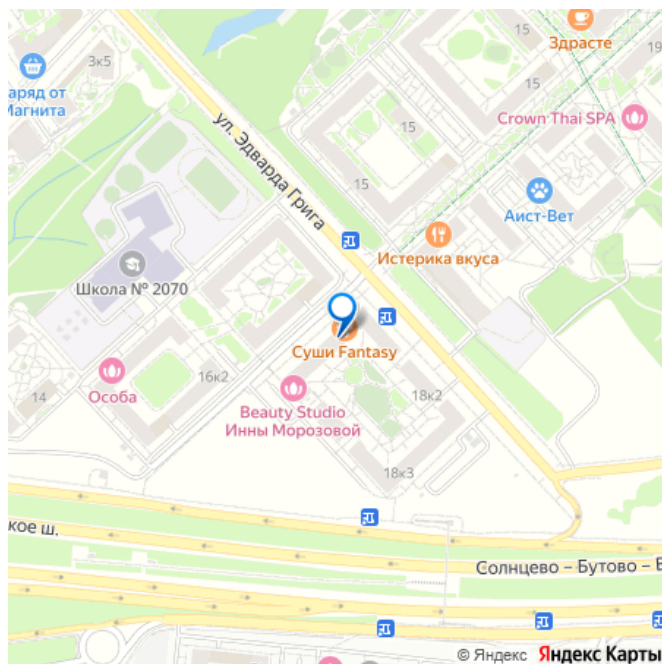 Здрасте
15
19
3к5
аряд от
Магнита
15
Crown Thai SPA
ул. Эдварда Грига
15
15
Аист-Вет
Истерика вкуса
Школа № 2070
Суши Fantasy
16к2
Особа
14
18к2
Beauty Studio
Инны Морозовой
18к3
кое ш.
Солнцево – Бутово – В
© Яндекс Яндекс Карты